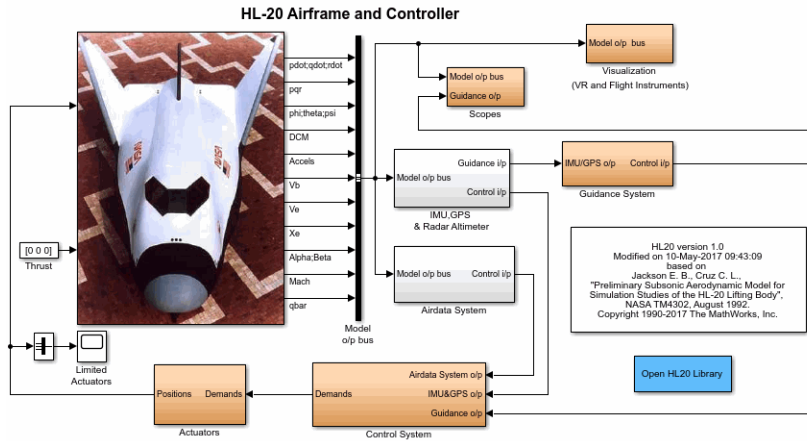 HL-20 Airframe and Controller
pdot;qdot;rdot
pqr
phi;theta;psi
DCM
Accels
Vb
Ve
Xe
Alpha;Beta
Mach
qbar
[0 0 0]
Thrust
Model
o/p bus
Model o/p bus
Visualization
(VR and Flight Instruments)
Model o/p bus
Guidance o/p
Scopes
Guidance i/p
Model o/p bus
Control i/p
IMU,GPS
& Radar Altimeter
IMU/GPS o/p Control i/p
Guidance System
Model o/p bus Control i/p
Airdata System
HL20 version 1.0
Modified on 10-May-2017 09:43:09
based on
Jackson E. B., Cruz C. L.,
"Preliminary Subsonic Aerodynamic Model for
Simulation Studies of the HL-20 Lifting Body",
NASA TM4302, August 1992.
Copyright 1990-2017 The MathWorks, Inc.
Open HL20 Library
Limited
Actuators
Positions Demands
Actuators
Airdata System o/p
Demands IMU&GPS o/p
Guidance o/p
Control System